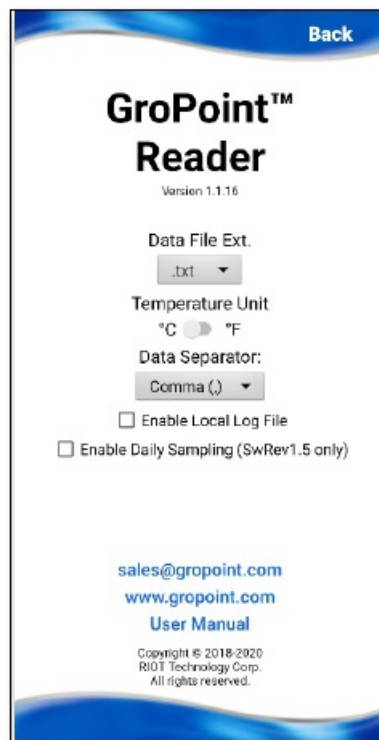 Back
GroPoint™
Reader
Version 1.1.16
Data File Ext.
.txt
Temperature Unit
°C °F
Data Separator:
Comma (,)
Enable Local Log File
Enable Daily Sampling (SwRev1.5 only)
sales@gropoint.com
www.gropoint.com
User Manual
Copyright © 2018-2020
RIOT Technology Corp.
All rights reserved.